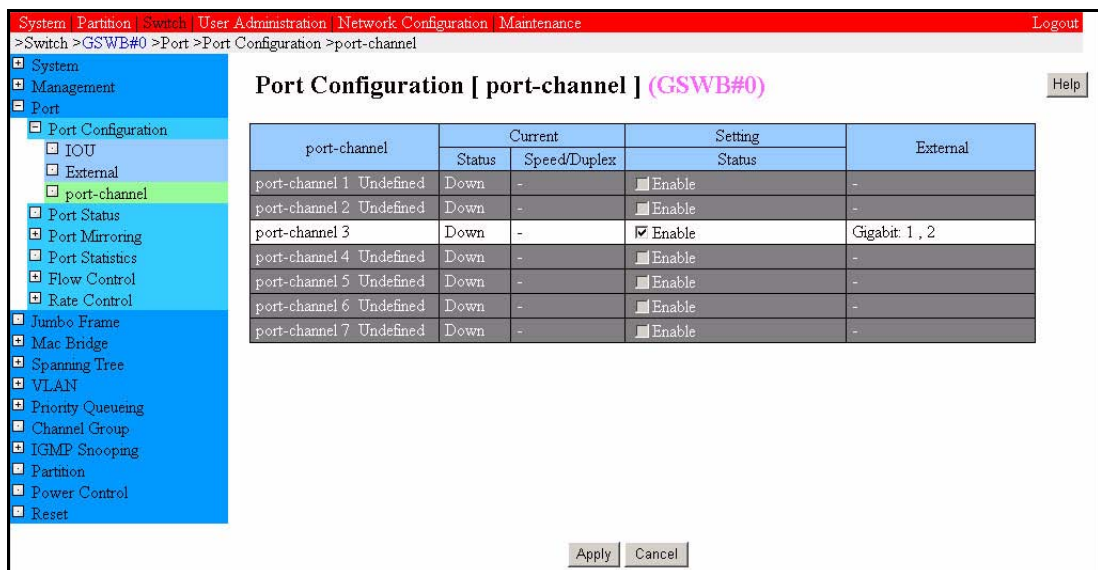 System | Partition | Switch | User Administration | Network Configuration | Maintenance Logout
>Switch >GSWB#0 >Port >Port Configuration >port-channel
System
Management
Port
Port Configuration
IOU
External
port-channel
Port Status
Port Mirroring
Port Statistics
Flow Control
Rate Control
Jumbo Frame
Mac Bridge
Spanning Tree
VLAN
Priority Queueing
Channel Group
IGMP Snooping
Partition
Power Control
Reset
Port Configuration [ port-channel ] (GSWB#0)
Help
port-channel Current Setting External
Status Speed/Duplex Status
port-channel 1 Undefined Down - Enable -
port-channel 2 Undefined Down - Enable -
port-channel 3 Down - Enable Gigabit: 1 , 2
port-channel 4 Undefined Down - Enable -
port-channel 5 Undefined Down - Enable -
port-channel 6 Undefined Down - Enable -
port-channel 7 Undefined Down - Enable -
Apply Cancel